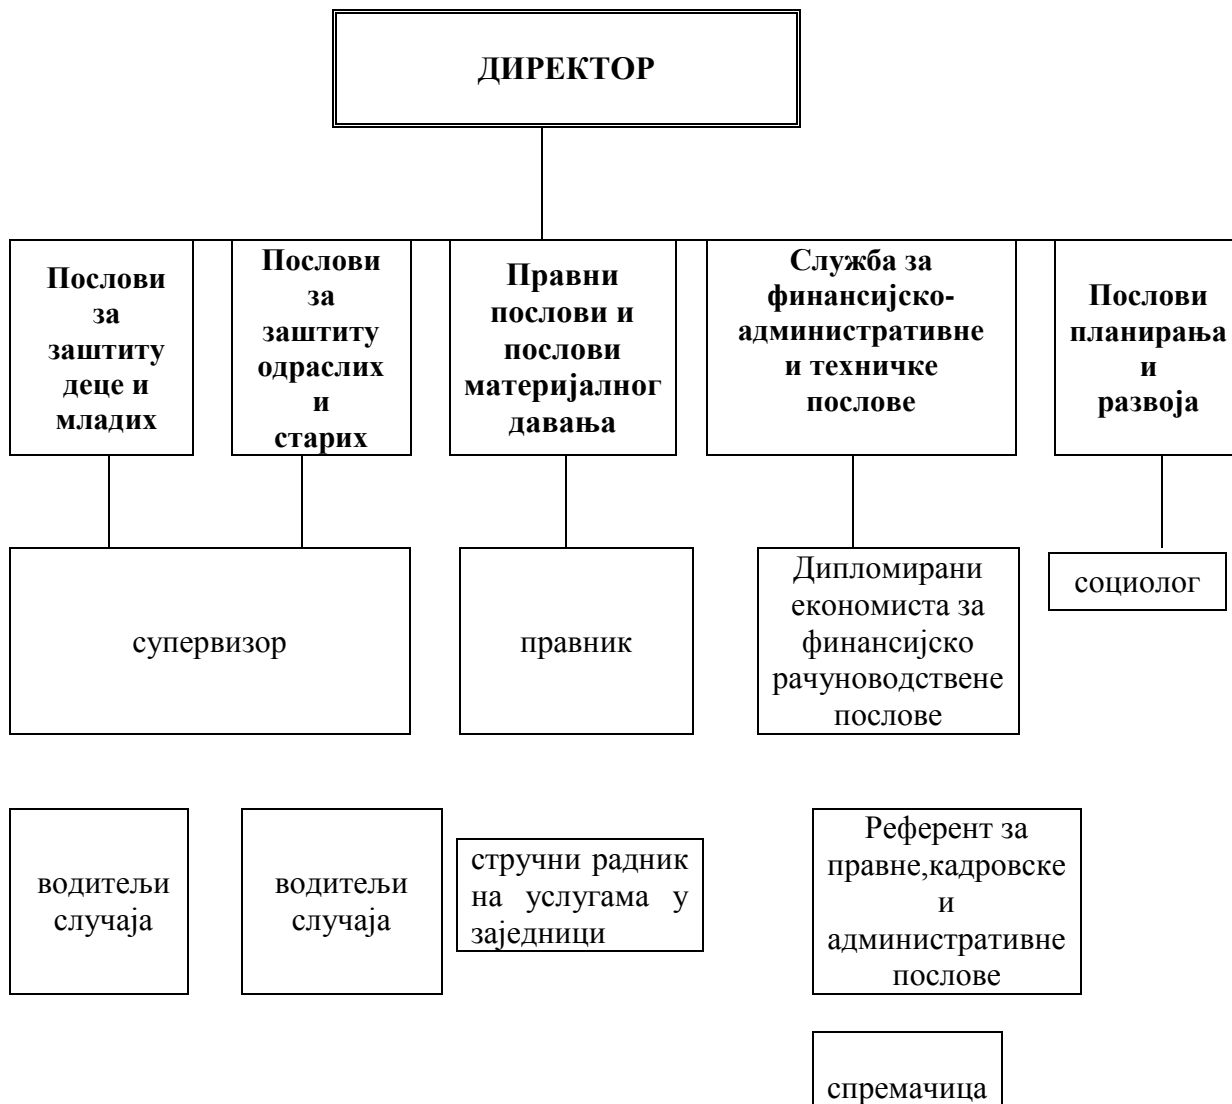 ДИРЕКТОР
Послови
за
заштиту
деце и
младих
Послови
за
заштиту
одраслих
и
старих
Правни
послови и
послови
материјалног
давања
Служба за
финансијско-
административне
и техничке
послове
Послови
планирања
и
развоја
супервизор
правник
Дипломирани
економиста за
финансијско
рачуноводствене
послове
социолог
водитељи
случаја
водитељи
случаја
стручни радник
на услугама у
заједници
Референт за
правне,кадровске
и
административне
послове
спремачица